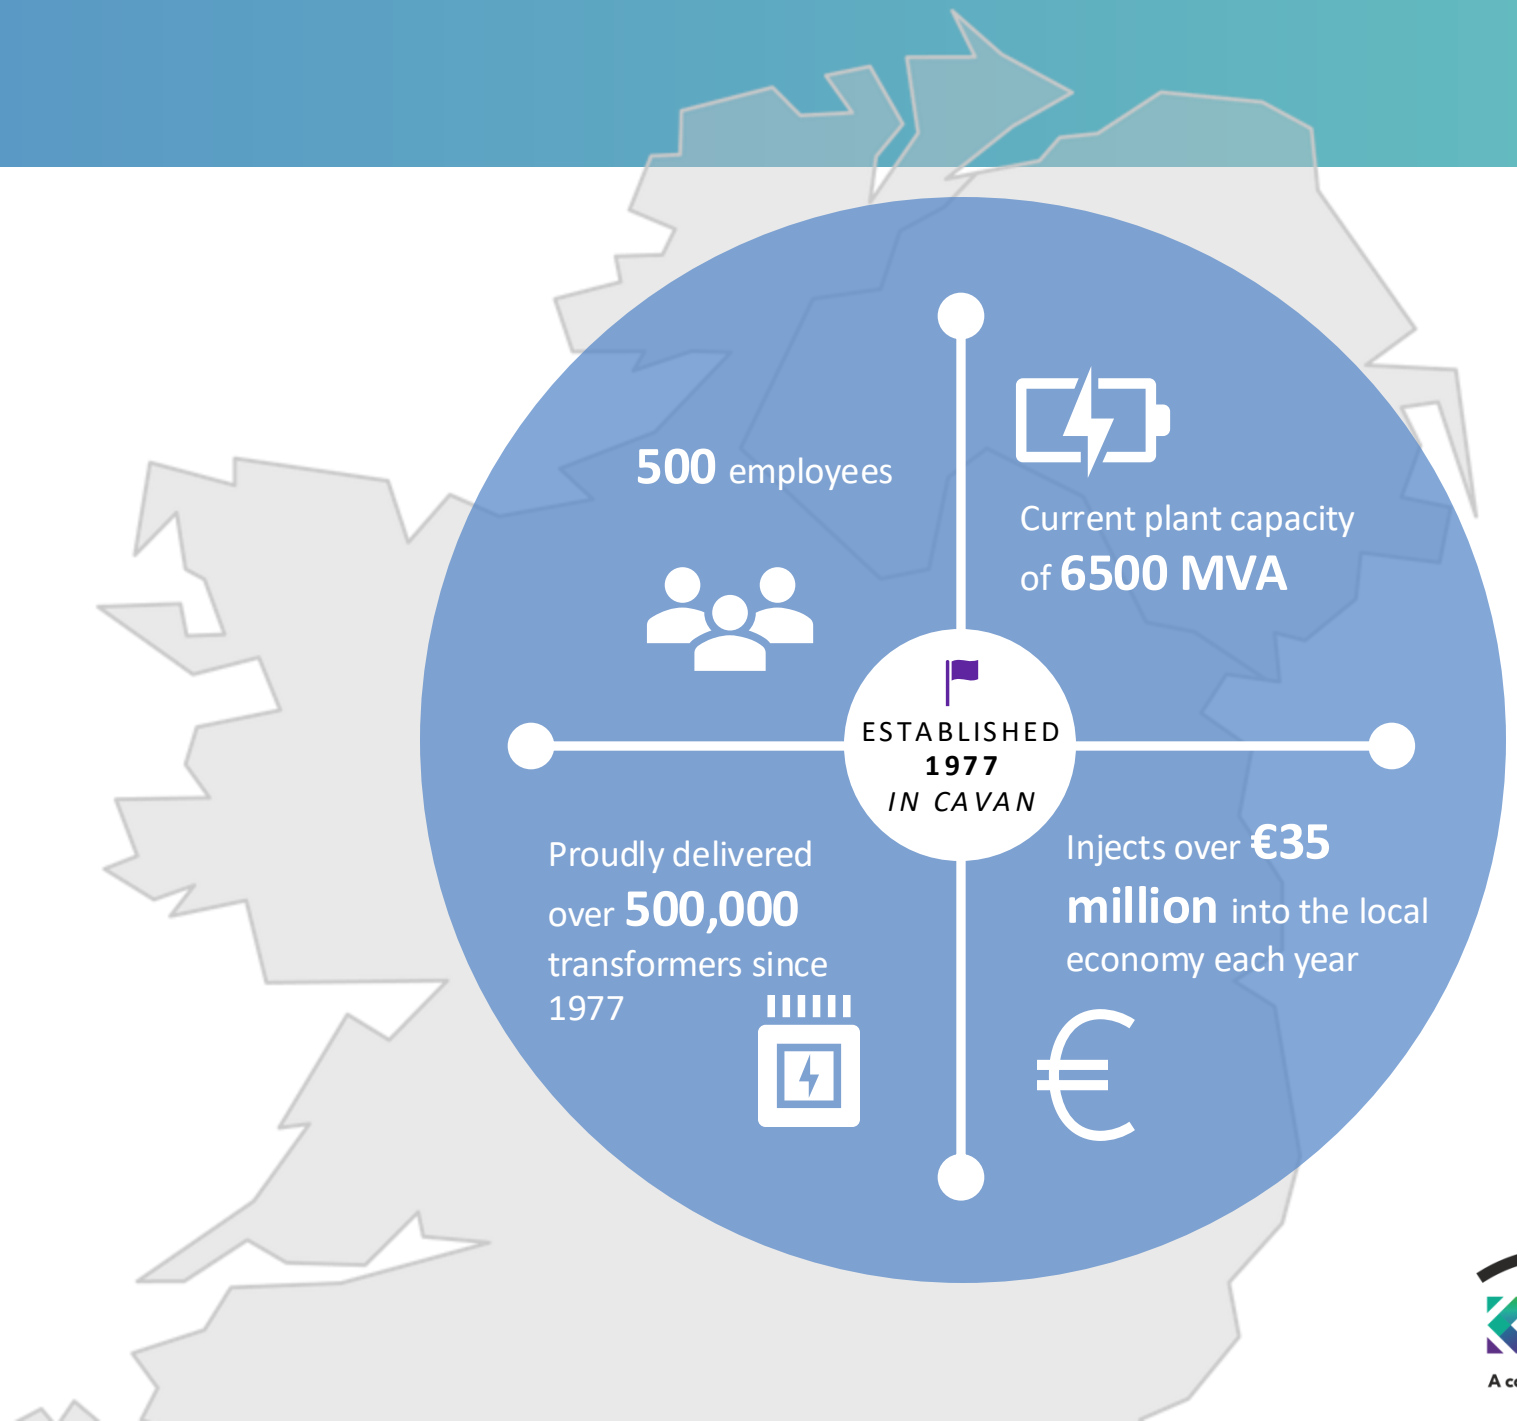 500 employees
Current plant capacity
of 6500 MVA
ESTABLISHED
1977
IN CAVAN
Proudly delivered
over 500,000
transformers since
1977
Injects over €35
million into the local
economy each year
€
A